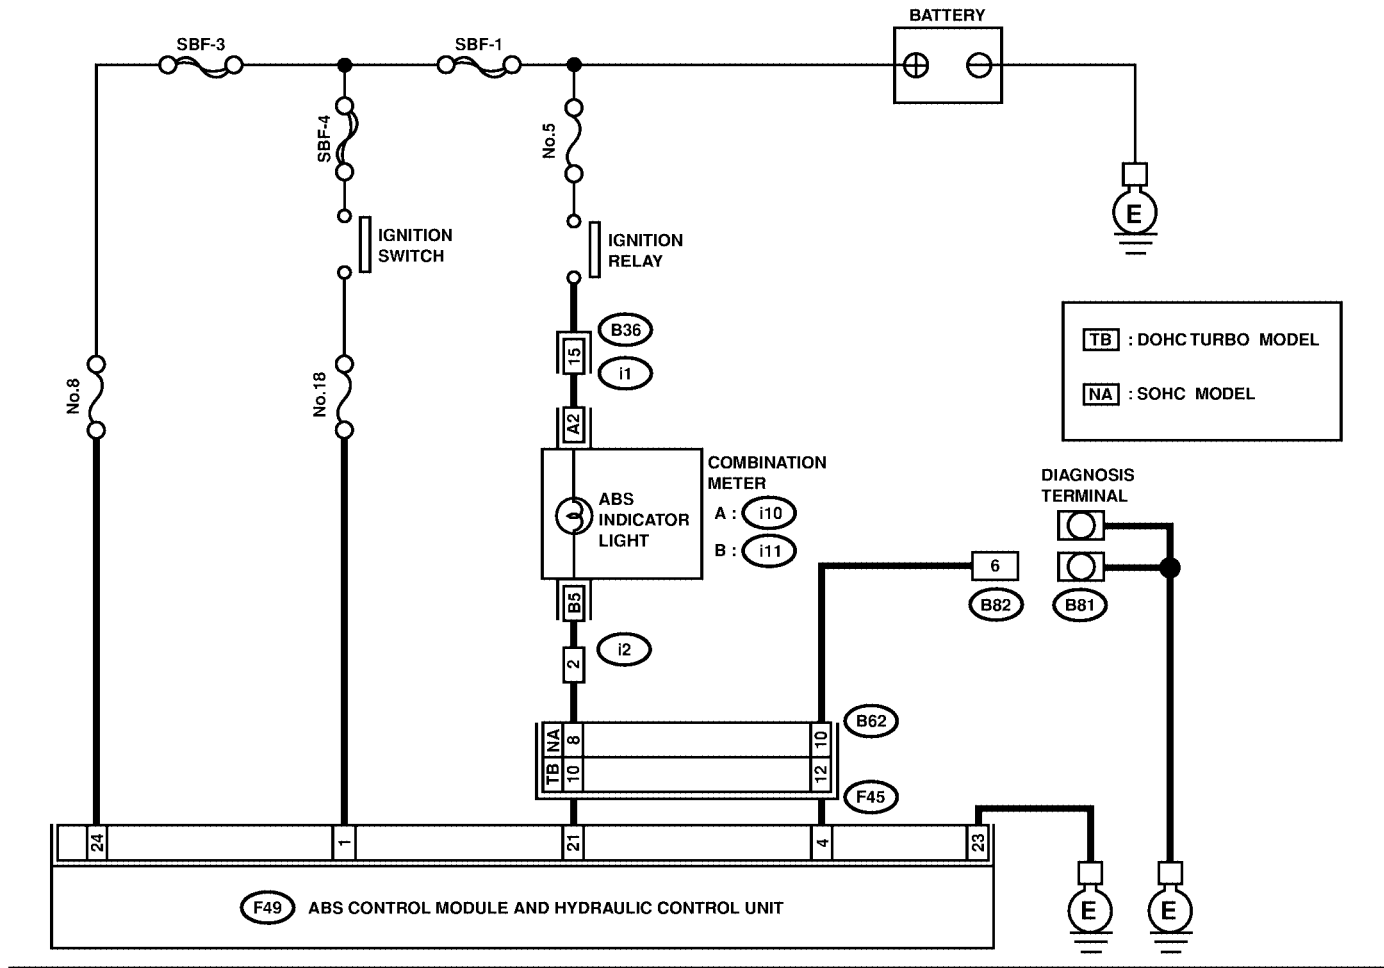 BATTERY
SBF-3
SBF-1
SBF-4
No.5
E
IGNITION
SWITCH
IGNITION
RELAY
B36
15
i1
TB : DOHC TURBO MODEL
NA : SOHC MODEL
No.8
No.18
A2
COMBINATION
METER
A : i10
B : i11
ABS
INDICATOR
LIGHT
DIAGNOSIS
TERMINAL
6
B82
B81
B5
i2
2
B62
NA 8 10
TB 10 12
F45
24 1 21 4 23
F49 ABS CONTROL MODULE AND HYDRAULIC CONTROL UNIT
E E